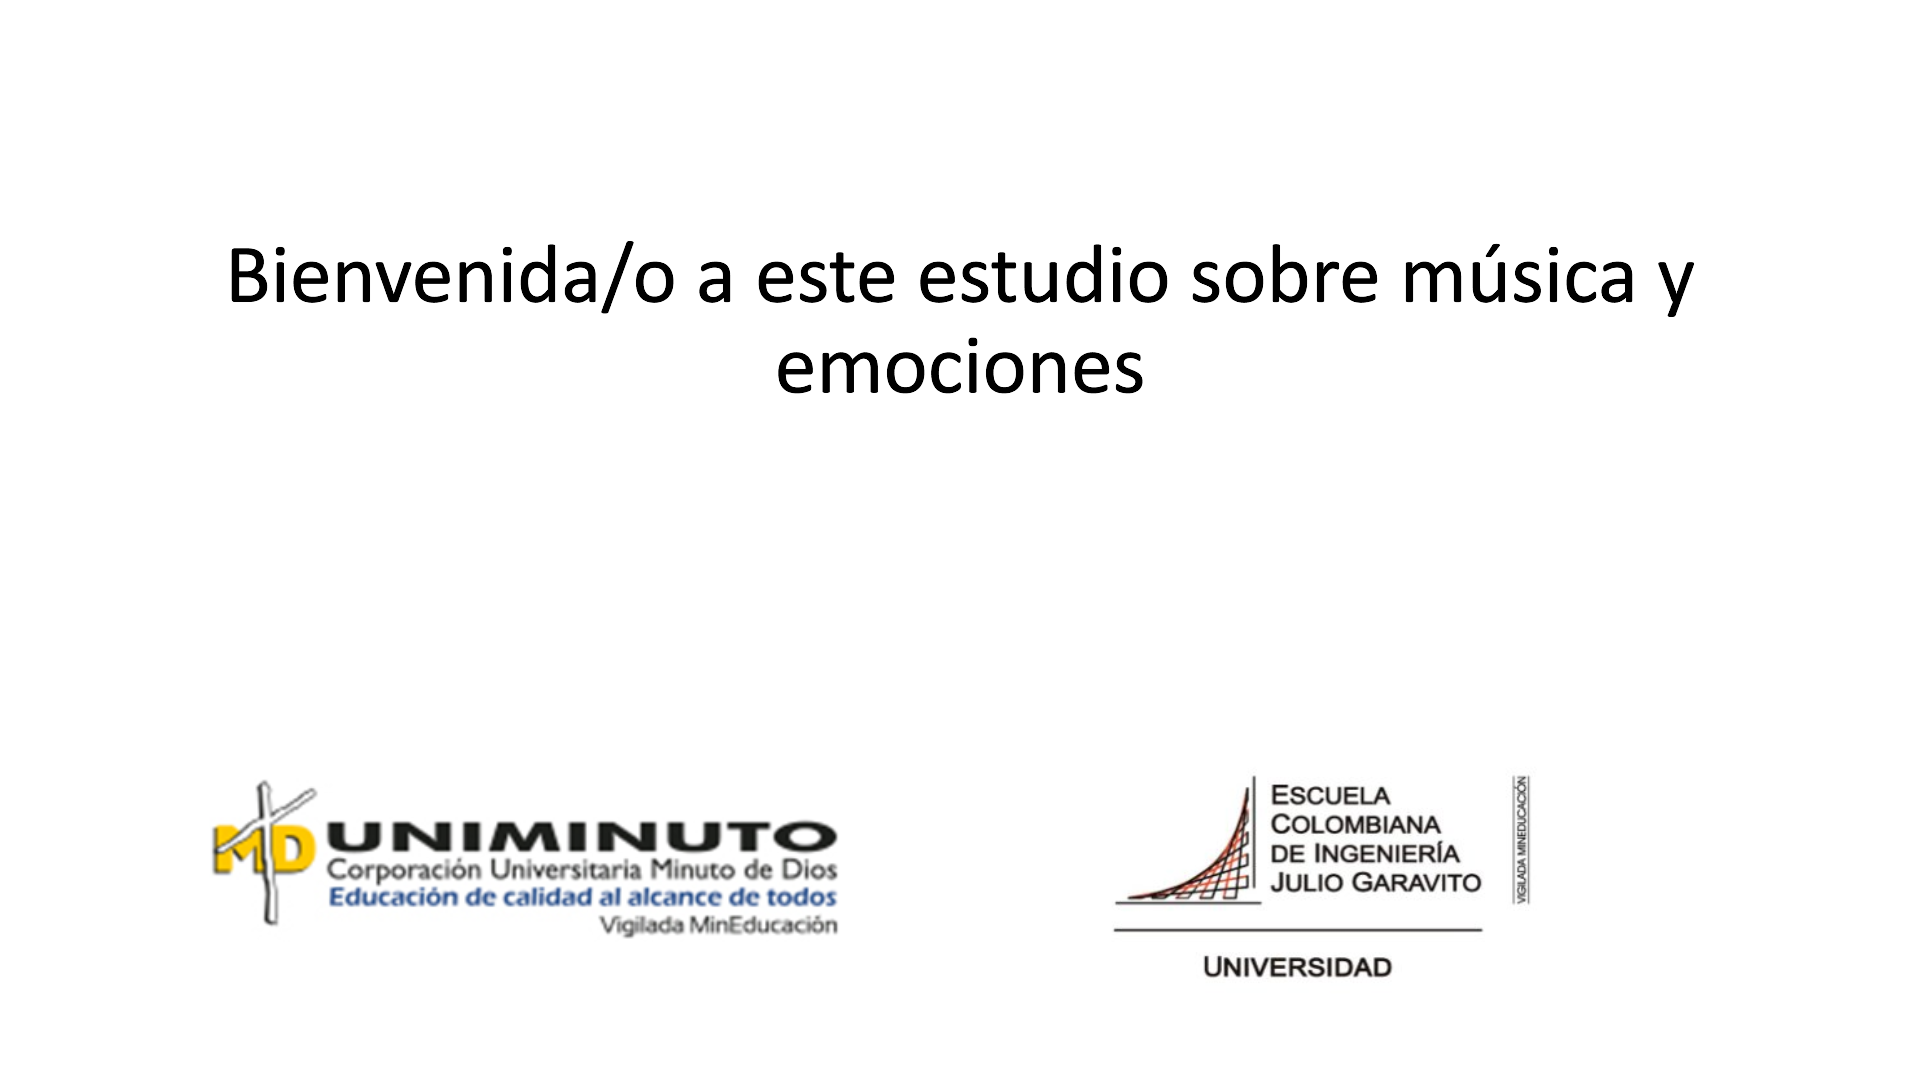 Bienvenida/o a este estudio sobre música y
emociones
MD UNIMINUTO
Corporación Universitaria Minuto de Dios
Educación de calidad al alcance de todos
Vigilada MinEducación
ESCUELA
COLOMBIANA
DE INGENIERÍA
JULIO GARAVITO
UNIVERSIDAD
VIGILADA MINEDUCACIÓN